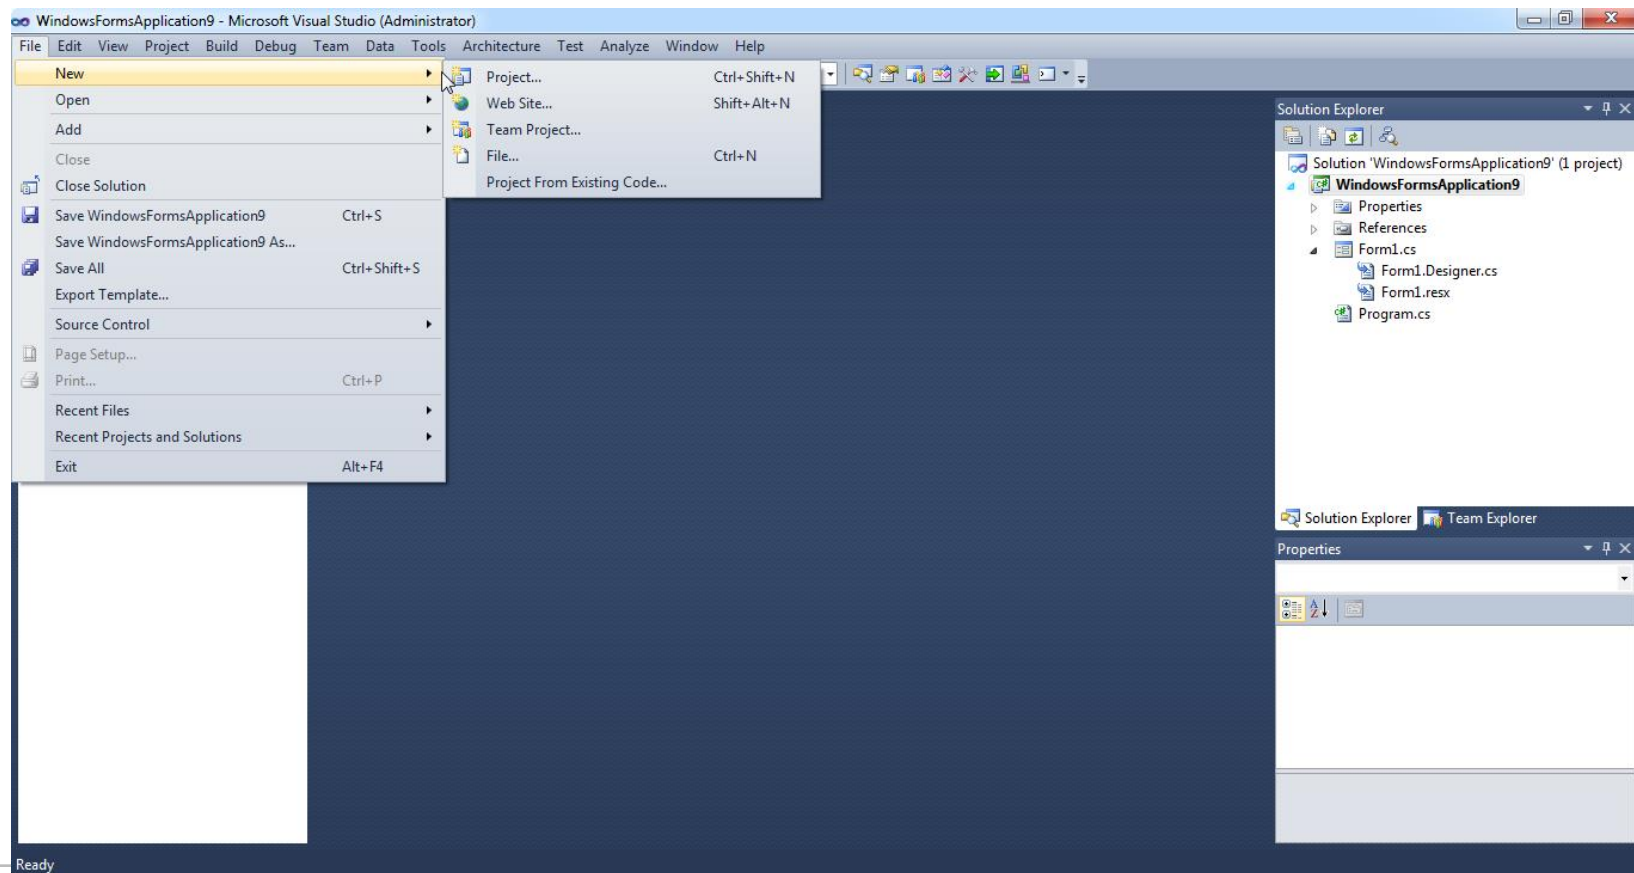 WindowsFormsApplication9 - Microsoft Visual Studio (Administrator)
File Edit View Project Build Debug Team Data Tools Architecture Test Analyze Window Help
New
Open
Add
Close
Close Solution
Save WindowsFormsApplication9 Ctrl+S
Save WindowsFormsApplication9 As...
Save All Ctrl+Shift+S
Export Template...
Source Control
Page Setup...
Print... Ctrl+P
Recent Files
Recent Projects and Solutions
Exit Alt+F4
Project... Ctrl+Shift+N
Web Site... Shift+Alt+N
Team Project...
File... Ctrl+N
Project From Existing Code...
Solution Explorer
Solution 'WindowsFormsApplication9' (1 project)
WindowsFormsApplication9
Properties
References
Form1.cs
Form1.Designer.cs
Form1.resx
Program.cs
Solution Explorer Team Explorer
Properties
Ready